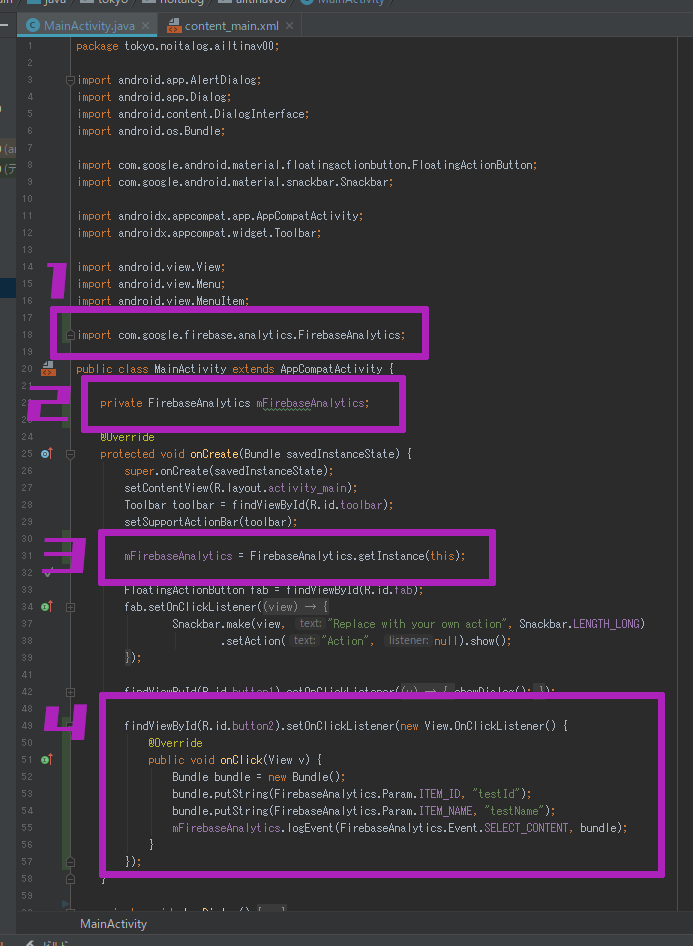 java tokyo noitalog ailtinav00 MainActivity
MainActivity.java × content_main.xml ×
1 package tokyo.noitalog.ailtinav00;
2
3 import android.app.AlertDialog;
4 import android.app.Dialog;
5 import android.content.DialogInterface;
6 import android.os.Bundle;
7
8 import com.google.android.material.floatingactionbutton.FloatingActionButton;
9 import com.google.android.material.snackbar.Snackbar;
10
11 import androidx.appcompat.app.AppCompatActivity;
12 import androidx.appcompat.widget.Toolbar;
13
14 import android.view.View;
1
15 import android.view.Menu;
16 import android.view.MenuItem;
17
18 import com.google.firebase.analytics.FirebaseAnalytics;
19
20 public class MainActivity extends AppCompatActivity {
21
2
private FirebaseAnalytics mFirebaseAnalytics;
24 @Override
25 protected void onCreate(Bundle savedInstanceState) {
26 super.onCreate(savedInstanceState);
27 setContentView(R.layout.activity_main);
28 Toolbar toolbar = findViewById(R.id.toolbar);
29 setSupportActionBar(toolbar);
30
3
31 mFirebaseAnalytics = FirebaseAnalytics.getInstance(this);
32
33 FloatingActionButton fab = findViewById(R.id.fab);
34 fab.setOnClickListener((view) → {
37 Snackbar.make(view, text: "Replace with your own action", Snackbar.LENGTH_LONG)
38 .setAction( text: "Action", listener: null).show();
39 });
41
42 findViewById(R.id.button1).setOnClickListener((v) → { showDialog(); });
48
4
49 findViewById(R.id.button2).setOnClickListener(new View.OnClickListener() {
50 @Override
51 public void onClick(View v) {
52 Bundle bundle = new Bundle();
53 bundle.putString(FirebaseAnalytics.Param.ITEM_ID, "testId");
54 bundle.putString(FirebaseAnalytics.Param.ITEM_NAME, "testName");
55 mFirebaseAnalytics.logEvent(FirebaseAnalytics.Event.SELECT_CONTENT, bundle);
56 }
57 });
58 }
59
MainActivity